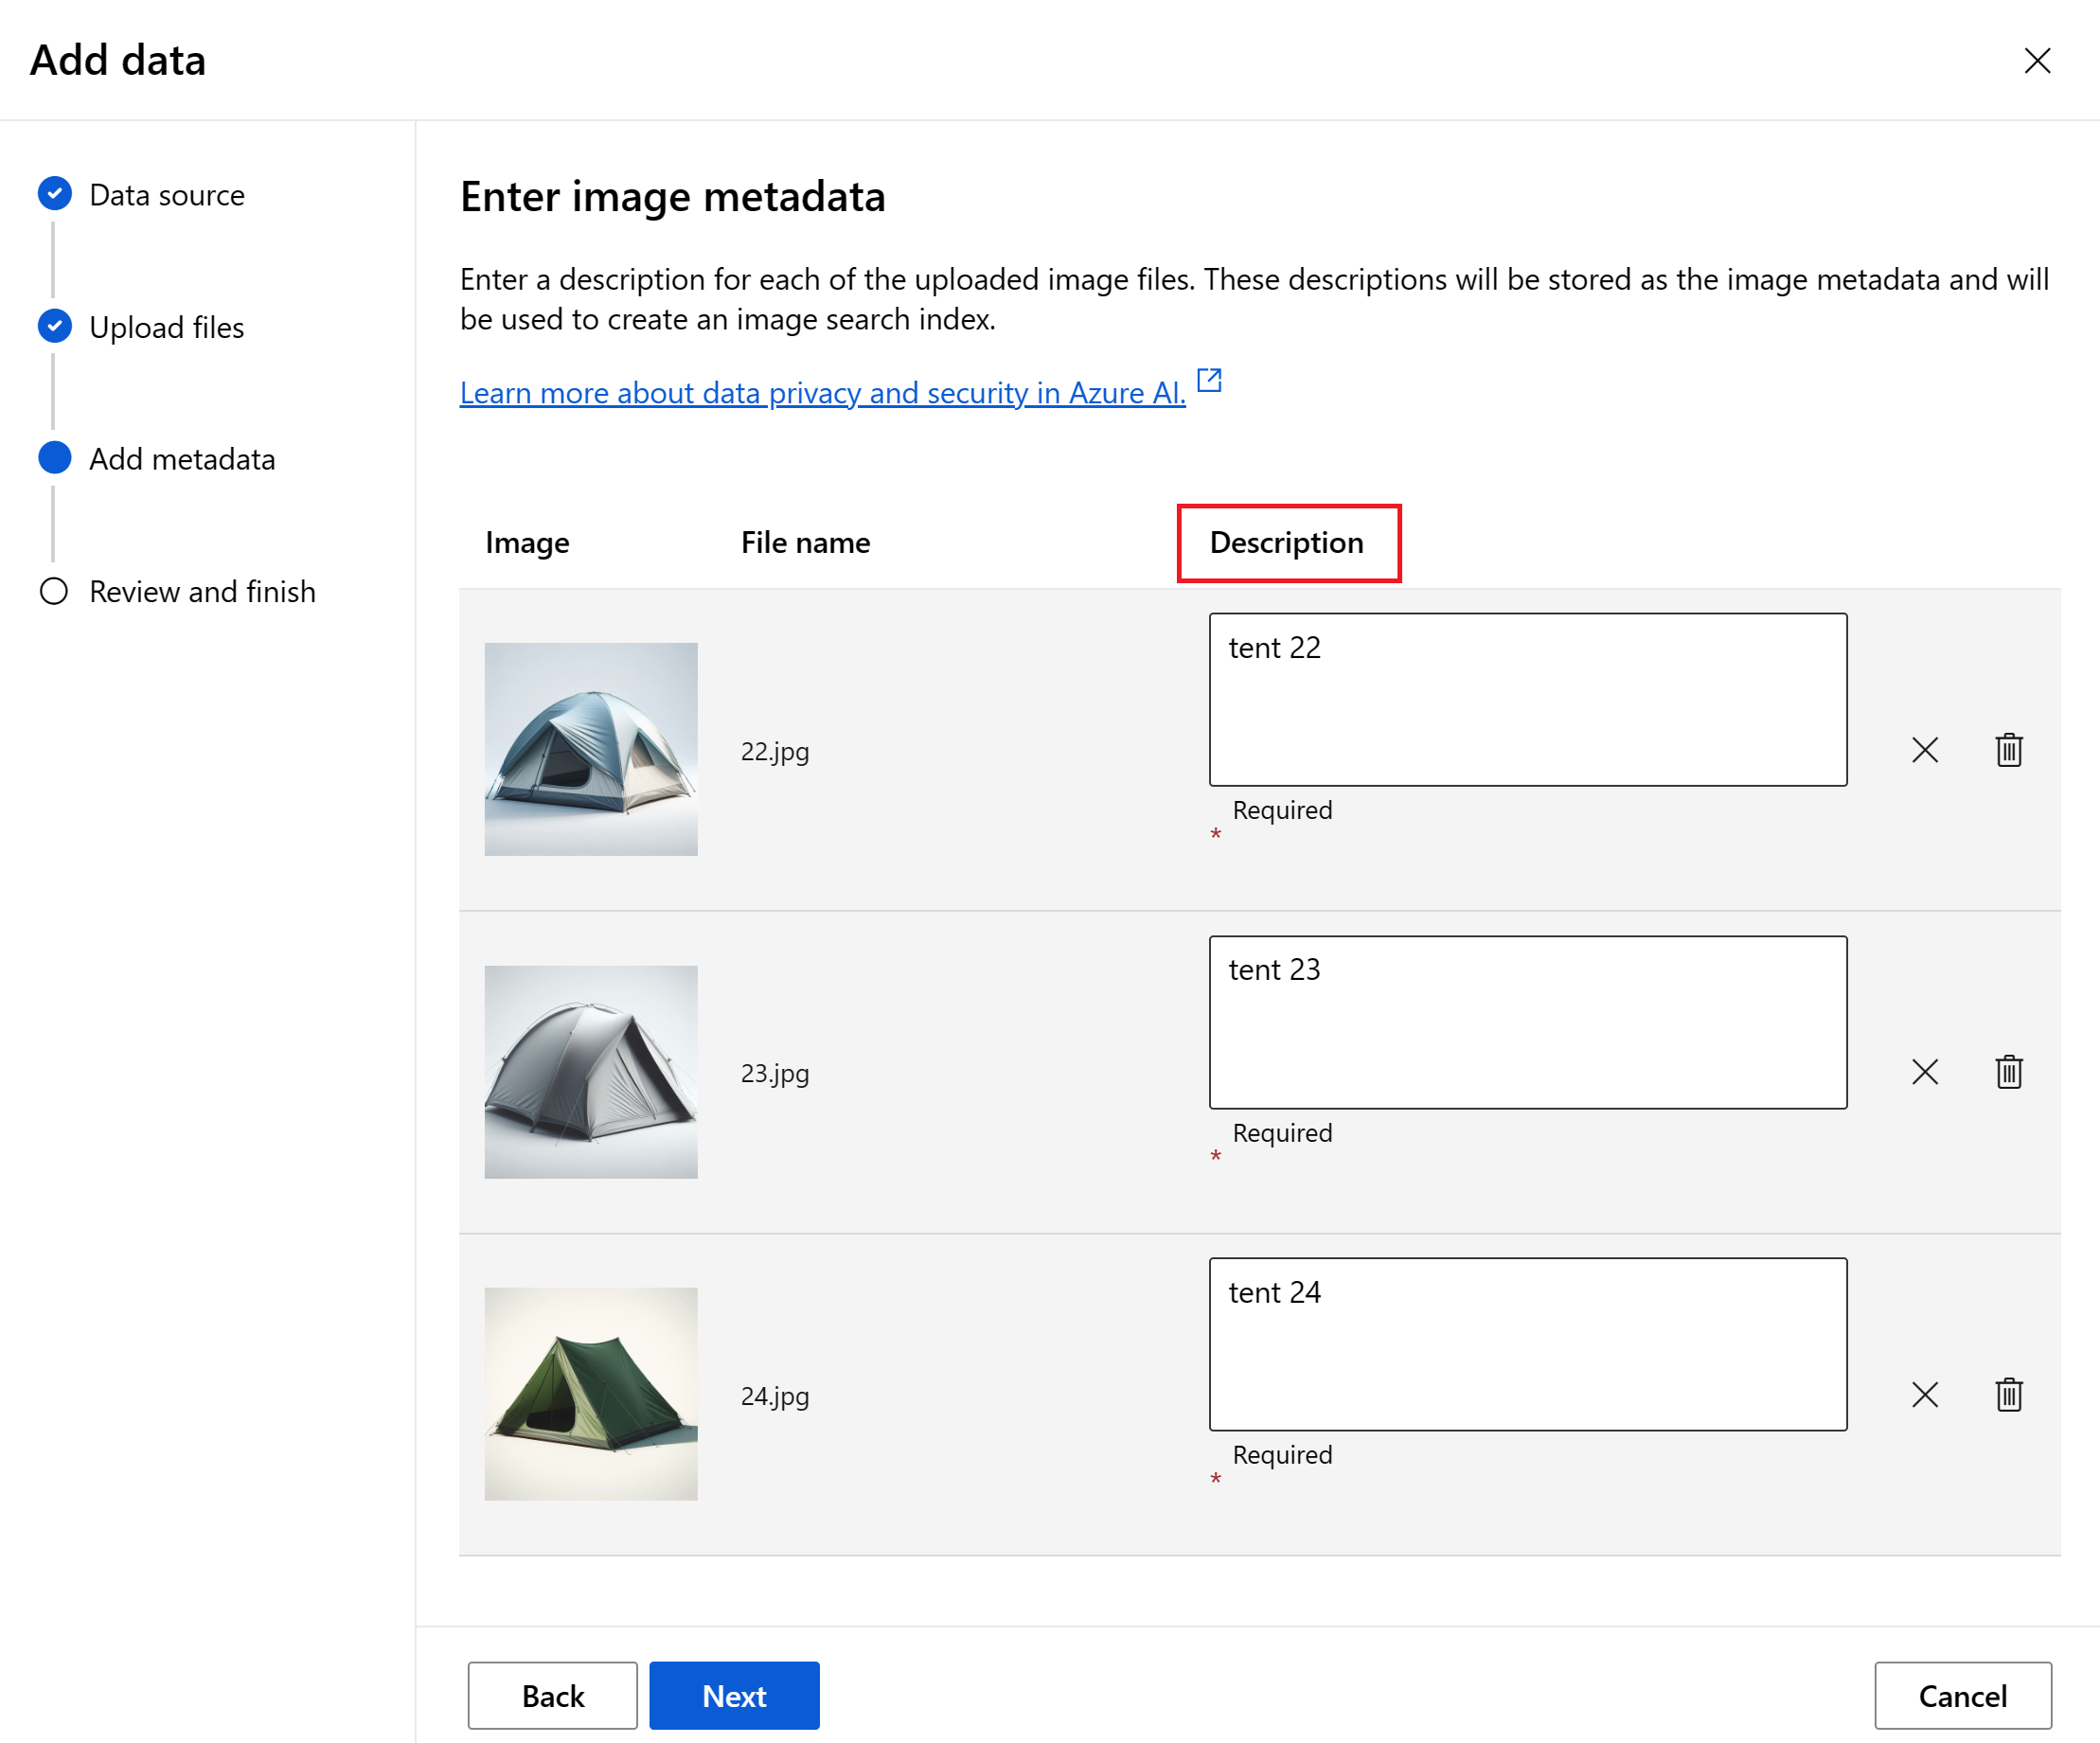 Add data
Data source
Upload files
Add metadata
Review and finish
Enter image metadata
Enter a description for each of the uploaded image files. These descriptions will be stored as the image metadata and will
be used to create an image search index.
Learn more about data privacy and security in Azure AI.
Image File name Description
tent 22
22.jpg
Required
*
tent 23
23.jpg
Required
*
tent 24
24.jpg
Required
*
Back Next Cancel